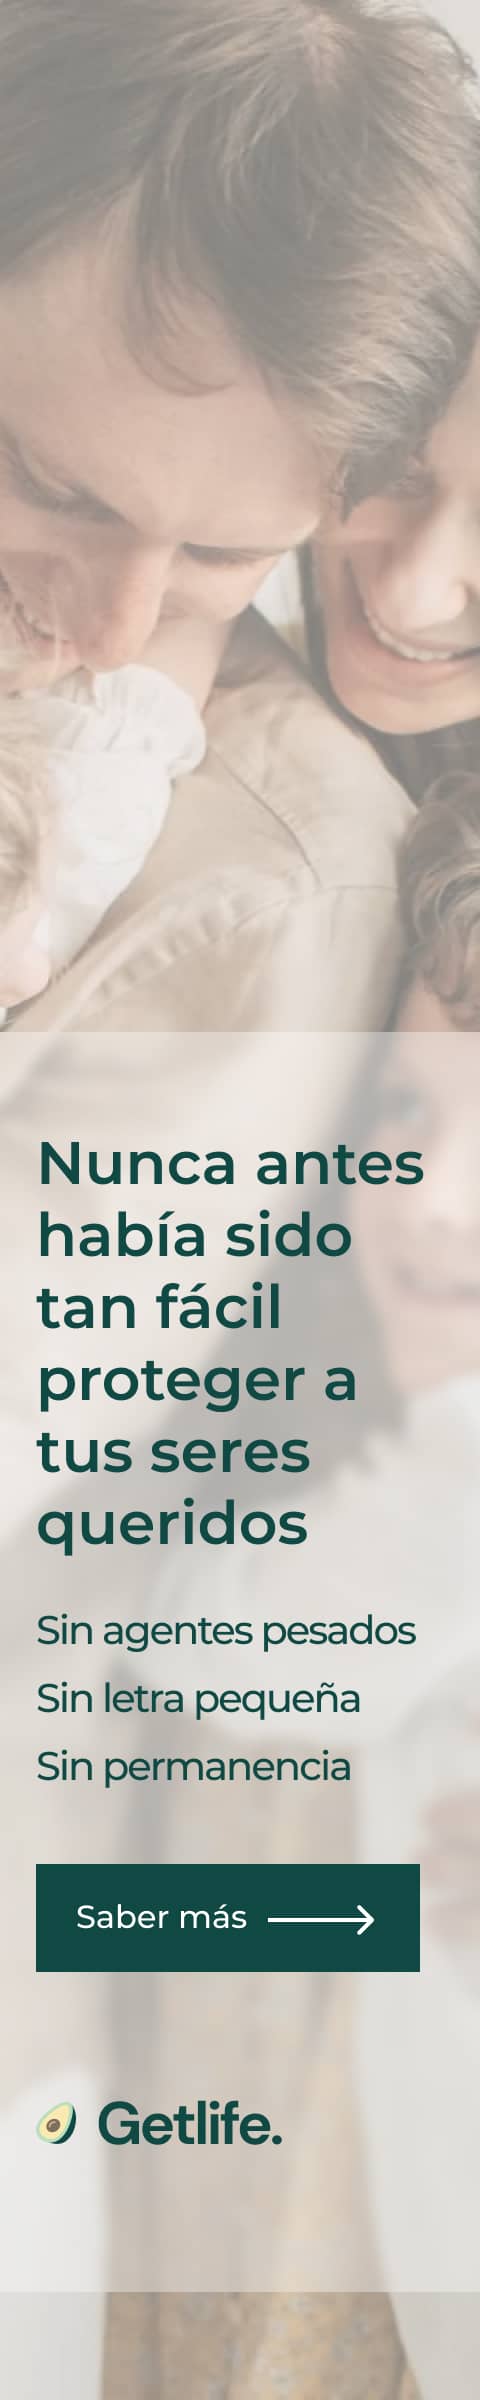 Nunca antes
había sido
tan fácil
proteger a
tus seres
queridos
Sin agentes pesados
Sin letra pequeña
Sin permanencia
Saber más
Getlife.